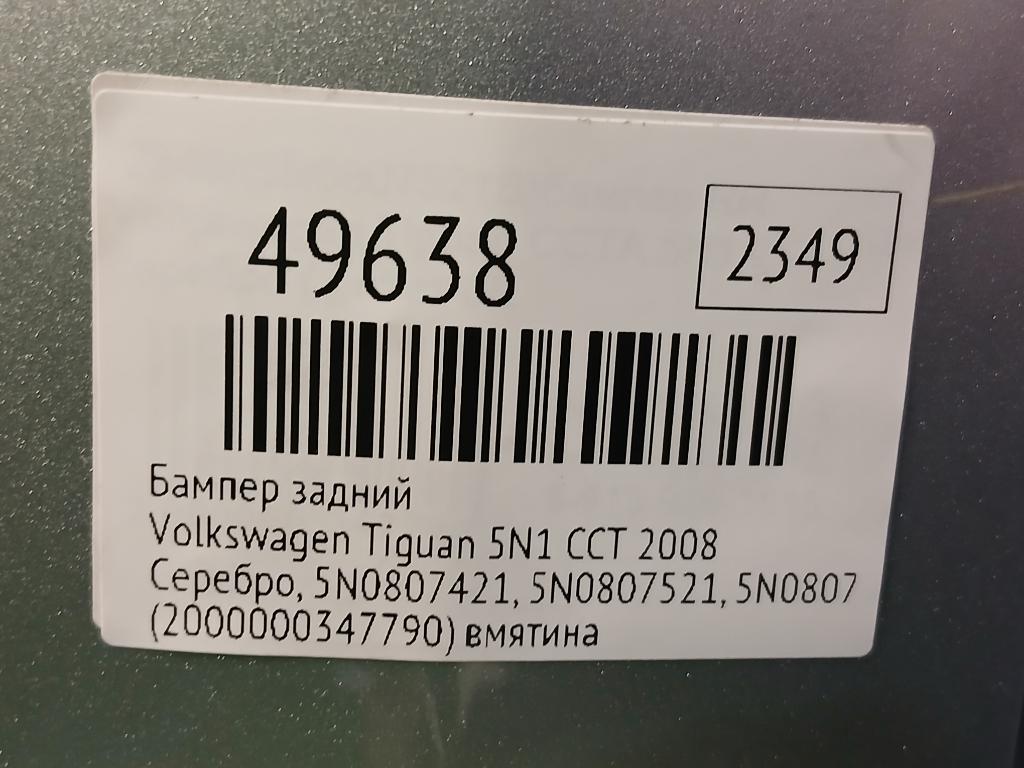 49638
2349
Бампер задний
Volkswagen Tiguan 5N1 CCT 2008
Серебро, 5N0807421, 5N0807521, 5N0807
(2000000347790) вмятина